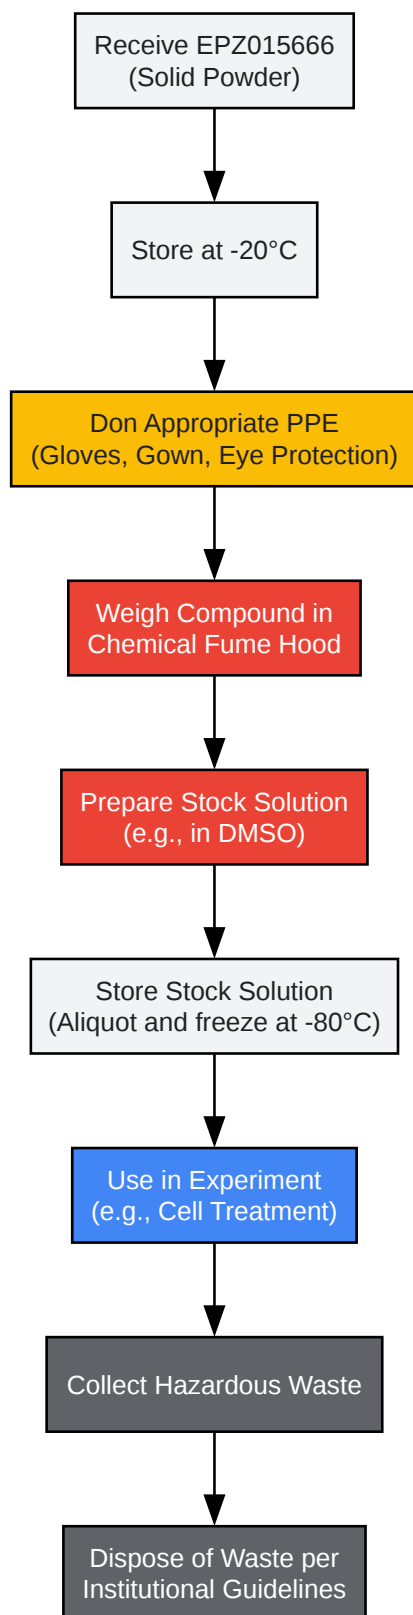 Receive EPZ015666
(Solid Powder)
Store at -20°C
Don Appropriate PPE
(Gloves, Gown, Eye Protection)
Weigh Compound in
Chemical Fume Hood
Prepare Stock Solution
(e.g., in DMSO)
Store Stock Solution
(Aliquot and freeze at -80°C)
Use in Experiment
(e.g., Cell Treatment)
Collect Hazardous Waste
Dispose of Waste per
Institutional Guidelines